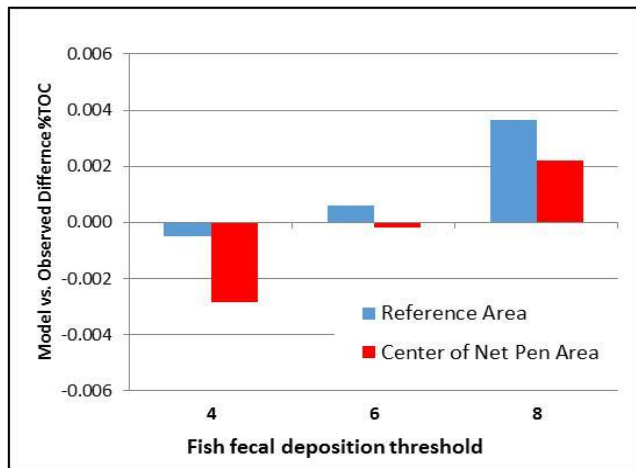 Model vs. Observed Differnce%TOC
0.006
0.004
0.002
0.000
-0.002
-0.004
-0.006
Reference Area
Center of Net Pen Area
4 6 8
Fish fecal deposition threshold